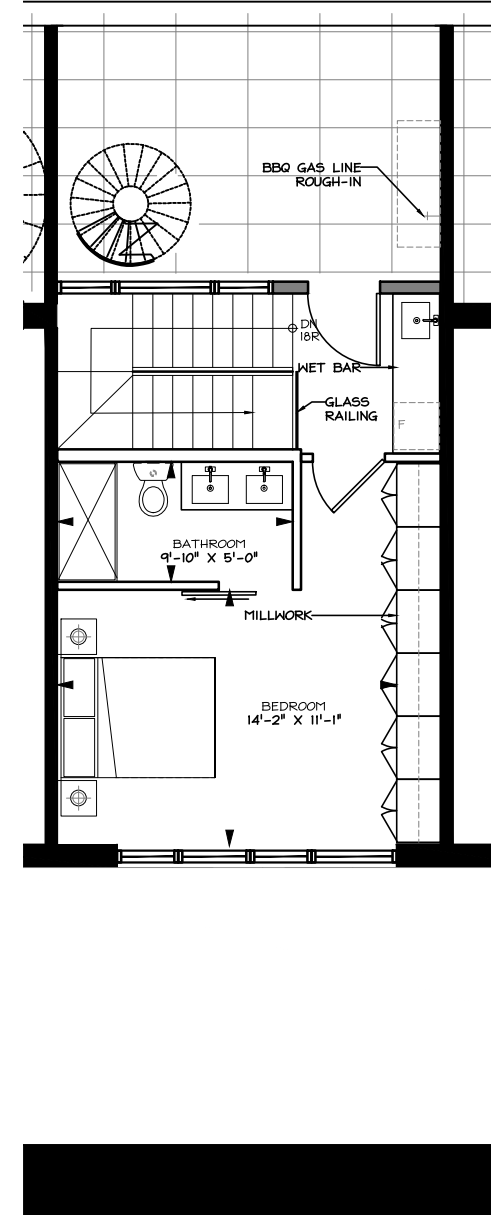 BBQ GAS LINE
ROUGH-IN
DN
18R
WET BAR
GLASS
RAILING
F
BATHROOM
9'-10" X 5'-0"
MILLWORK
BEDROOM
14'-2" X 11'-1"